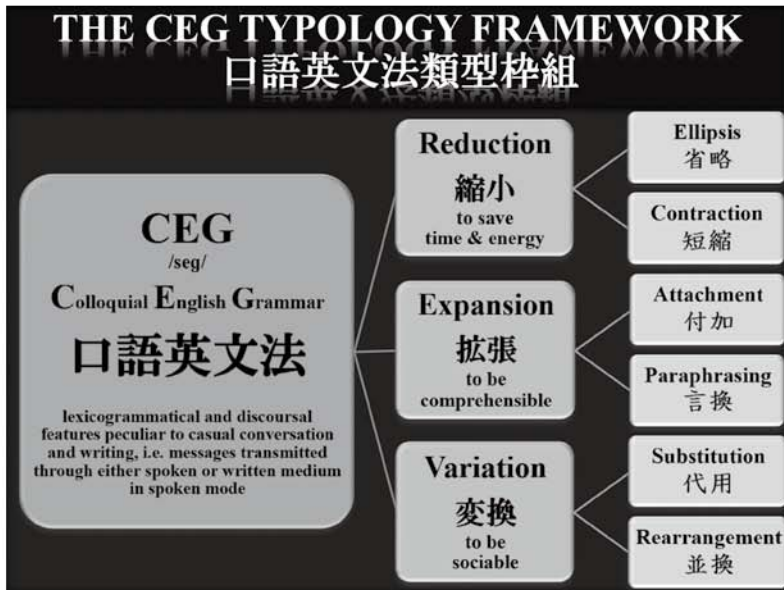 THE CEG TYPOLOGY FRAMEWORK
口語英文法類型枠組
CEG
/seg/
Colloquial English Grammar
口語英文法
lexicogrammatical and discoursal
features peculiar to casual conversation
and writing, i.e. messages transmitted
through either spoken or written medium
in spoken mode
Reduction
縮小
to save
time & energy
Ellipsis
省略
Contraction
短縮
Expansion
拡張
to be
comprehensible
Attachment
付加
Paraphrasing
言換
Variation
変換
to be
sociable
Substitution
代用
Rearrangement
並換